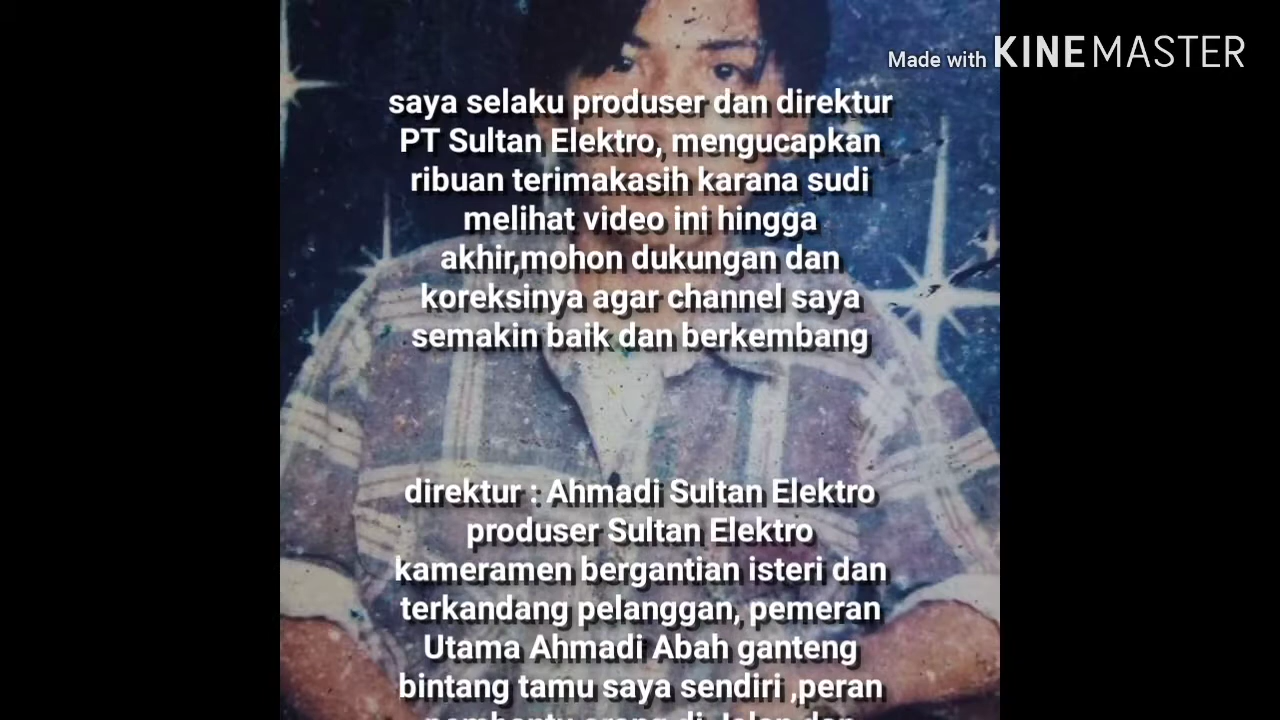 Made with KINEMASTER
saya selaku produser dan direktur
PT Sultan Elektro, mengucapkan
ribuan terimakasih karana sudi
melihat video ini hingga
akhir,mohon dukungan dan
koreksinya agar channel saya
semakin baik dan berkembang
direktur : Ahmadi Sultan Elektro
produser Sultan Elektro
kameramen bergantian isteri dan
terkandang pelanggan, pemeran
Utama Ahmadi Abah ganteng
bintang tamu saya sendiri ,peran